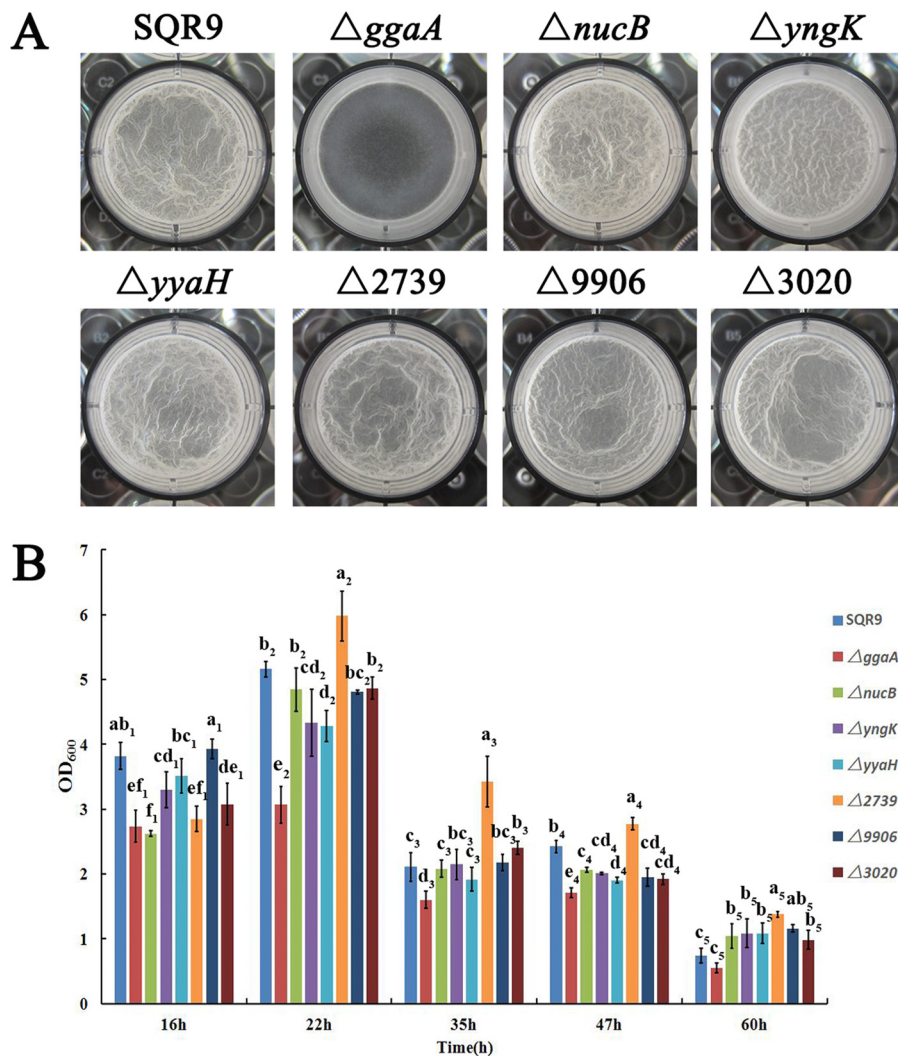 A
SQR9 △ggaA △nucB △yngK
△yyaH △2739 △9906 △3020
B
7
6
5
4
3
2
1
0
OD600
ab1 ef1 f1 cd1 bc1 ef1 a1 de1
b2 e2 b2 cd2 d2 a2 bc2 b2
c3 d3 c3 bc3 c3 a3 bc3 b3
b4 e4 c4 cd4 d4 a4 cd4 cd4
c5 c5 b5 b5 b5 a5 ab5 b5
16h 22h 35h 47h 60h
Time(h)
SQR9
△ggaA
△nucB
△yngK
△yyaH
△2739
△9906
△3020